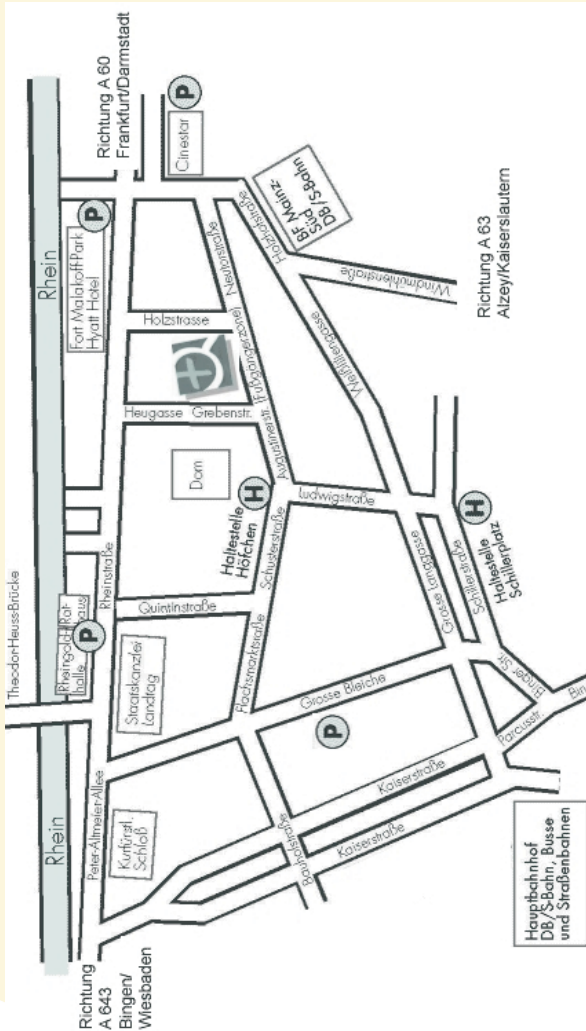 Theodor-Heuss-Brücke
Rhein
Rhein
Richtung
A 643
Bingen/
Wiesbaden
Peter-Altmeier-Allee
Kurfürstl.
Schloß
Staatskanzlei
Landtag
Rheingold-
halle
Rat-
haus
P
Rheinstraße
Fort Malakoff-Park
Hyatt Hotel
P
Richtung A 60
Frankfurt/Darmstadt
Cinestar
P
Quintinstraße
Dom
Heugasse
Grebenstr.
Holzstrasse
Neutorstraße
Augustinerstr. (Fußgängerzone)
Holzhofstraße
BF Mainz-
Süd
DB/S-Bahn
Haltestelle
Höfchen
H
Flachsmarktstraße
Schusterstraße
Ludwigstraße
Weißliliengasse
Windmühlenstraße
Richtung A 63
Alzey/Kaiserslautern
Grosse Bleiche
P
Grosse Langgasse
Schillerstraße
H
Haltestelle
Schillerplatz
Bauhofstraße
Kaiserstraße
Kaiserstraße
Parcusstr.
Binger Str.
Bin
Hauptbahnhof
DB/S-Bahn, Busse
und Straßenbahnen